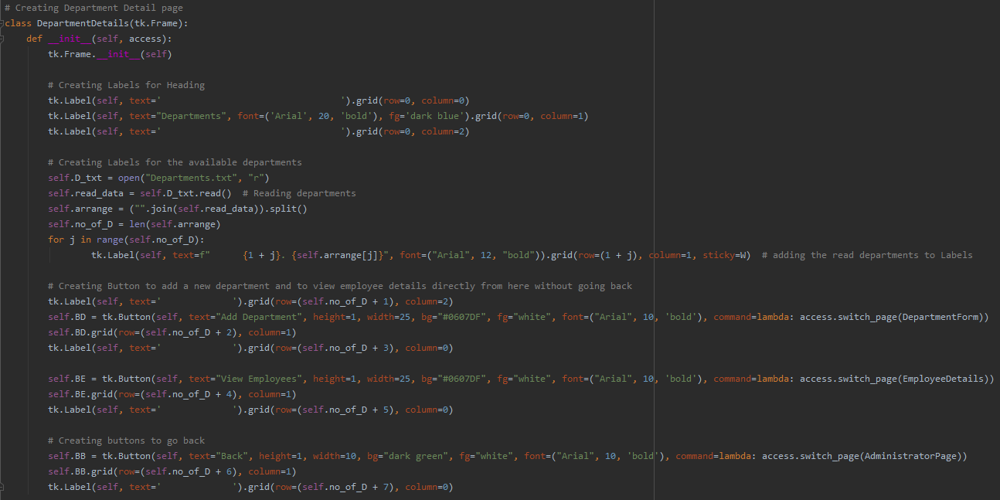 # Creating Department Detail page
class DepartmentDetails(tk.Frame):
    def __init__(self, access):
        tk.Frame.__init__(self)

        # Creating Labels for Heading
        tk.Label(self, text='                                 ').grid(row=0, column=0)
        tk.Label(self, text="Departments", font=('Arial', 20, 'bold'), fg='dark blue').grid(row=0, column=1)
        tk.Label(self, text='                                 ').grid(row=0, column=2)

        # Creating Labels for the available departments
        self.D_txt = open("Departments.txt", "r")
        self.read_data = self.D_txt.read()  # Reading departments
        self.arrange = ("".join(self.read_data)).split()
        self.no_of_D = len(self.arrange)
        for j in range(self.no_of_D):
                tk.Label(self, text=f"      {1 + j}. {self.arrange[j]}", font=("Arial", 12, "bold")).grid(row=(1 + j), column=1, sticky=W)  # adding the read departments to Labels

        # Creating Button to add a new department and to view employee details directly from here without going back
        tk.Label(self, text='             ').grid(row=(self.no_of_D + 1), column=2)
        self.BD = tk.Button(self, text="Add Department", height=1, width=25, bg="#0607DF", fg="white", font=("Arial", 10, 'bold'), command=lambda: access.switch_page(DepartmentForm))
        self.BD.grid(row=(self.no_of_D + 2), column=1)
        tk.Label(self, text='             ').grid(row=(self.no_of_D + 3), column=0)

        self.BE = tk.Button(self, text="View Employees", height=1, width=25, bg="#0607DF", fg="white", font=("Arial", 10, 'bold'), command=lambda: access.switch_page(EmployeeDetails))
        self.BE.grid(row=(self.no_of_D + 4), column=1)
        tk.Label(self, text='             ').grid(row=(self.no_of_D + 5), column=0)

        # Creating buttons to go back
        self.BB = tk.Button(self, text="Back", height=1, width=10, bg="dark green", fg="white", font=("Arial", 10, 'bold'), command=lambda: access.switch_page(AdministratorPage))
        self.BB.grid(row=(self.no_of_D + 6), column=1)
        tk.Label(self, text='             ').grid(row=(self.no_of_D + 7), column=0)